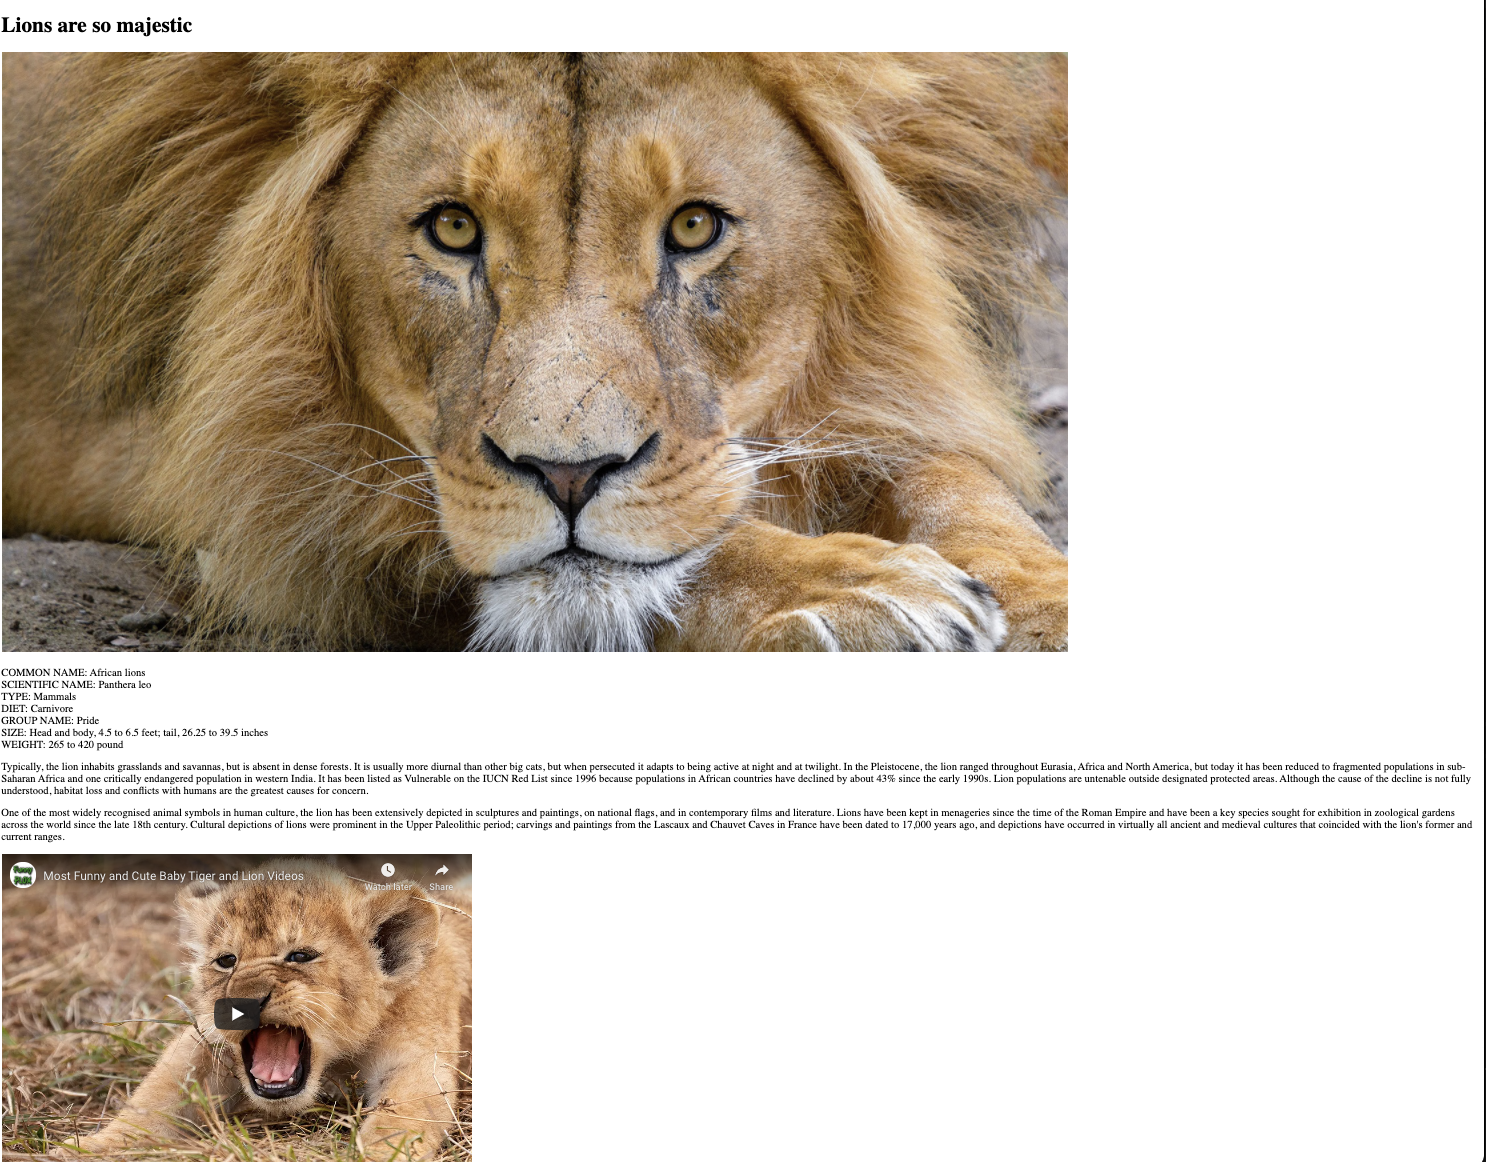 Lions are so majestic
COMMON NAME: African lions
SCIENTIFIC NAME: Panthera leo
TYPE: Mammals
DIET: Carnivore
GROUP NAME: Pride
SIZE: Head and body, 4.5 to 6.5 feet; tail, 26.25 to 39.5 inches
WEIGHT: 265 to 420 pound
Typically, the lion inhabits grasslands and savannas, but is absent in dense forests. It is usually more diurnal than other big cats, but when persecuted it adapts to being active at night and at twilight. In the Pleistocene, the lion ranged throughout Eurasia, Africa and North America, but today it has been reduced to fragmented populations in sub-
Saharan Africa and one critically endangered population in western India. It has been listed as Vulnerable on the IUCN Red List since 1996 because populations in African countries have declined by about 43% since the early 1990s. Lion populations are untenable outside designated protected areas. Although the cause of the decline is not fully
understood, habitat loss and conflicts with humans are the greatest causes for concern.
One of the most widely recognised animal symbols in human culture, the lion has been extensively depicted in sculptures and paintings, on national flags, and in contemporary films and literature. Lions have been kept in menageries since the time of the Roman Empire and have been a key species sought for exhibition in zoological gardens
across the world since the late 18th century. Cultural depictions of lions were prominent in the Upper Paleolithic period; carvings and paintings from the Lascaux and Chauvet Caves in France have been dated to 17,000 years ago, and depictions have occurred in virtually all ancient and medieval cultures that coincided with the lion's former and
current ranges.
Most Funny and Cute Baby Tiger and Lion Videos
Watch later
Share